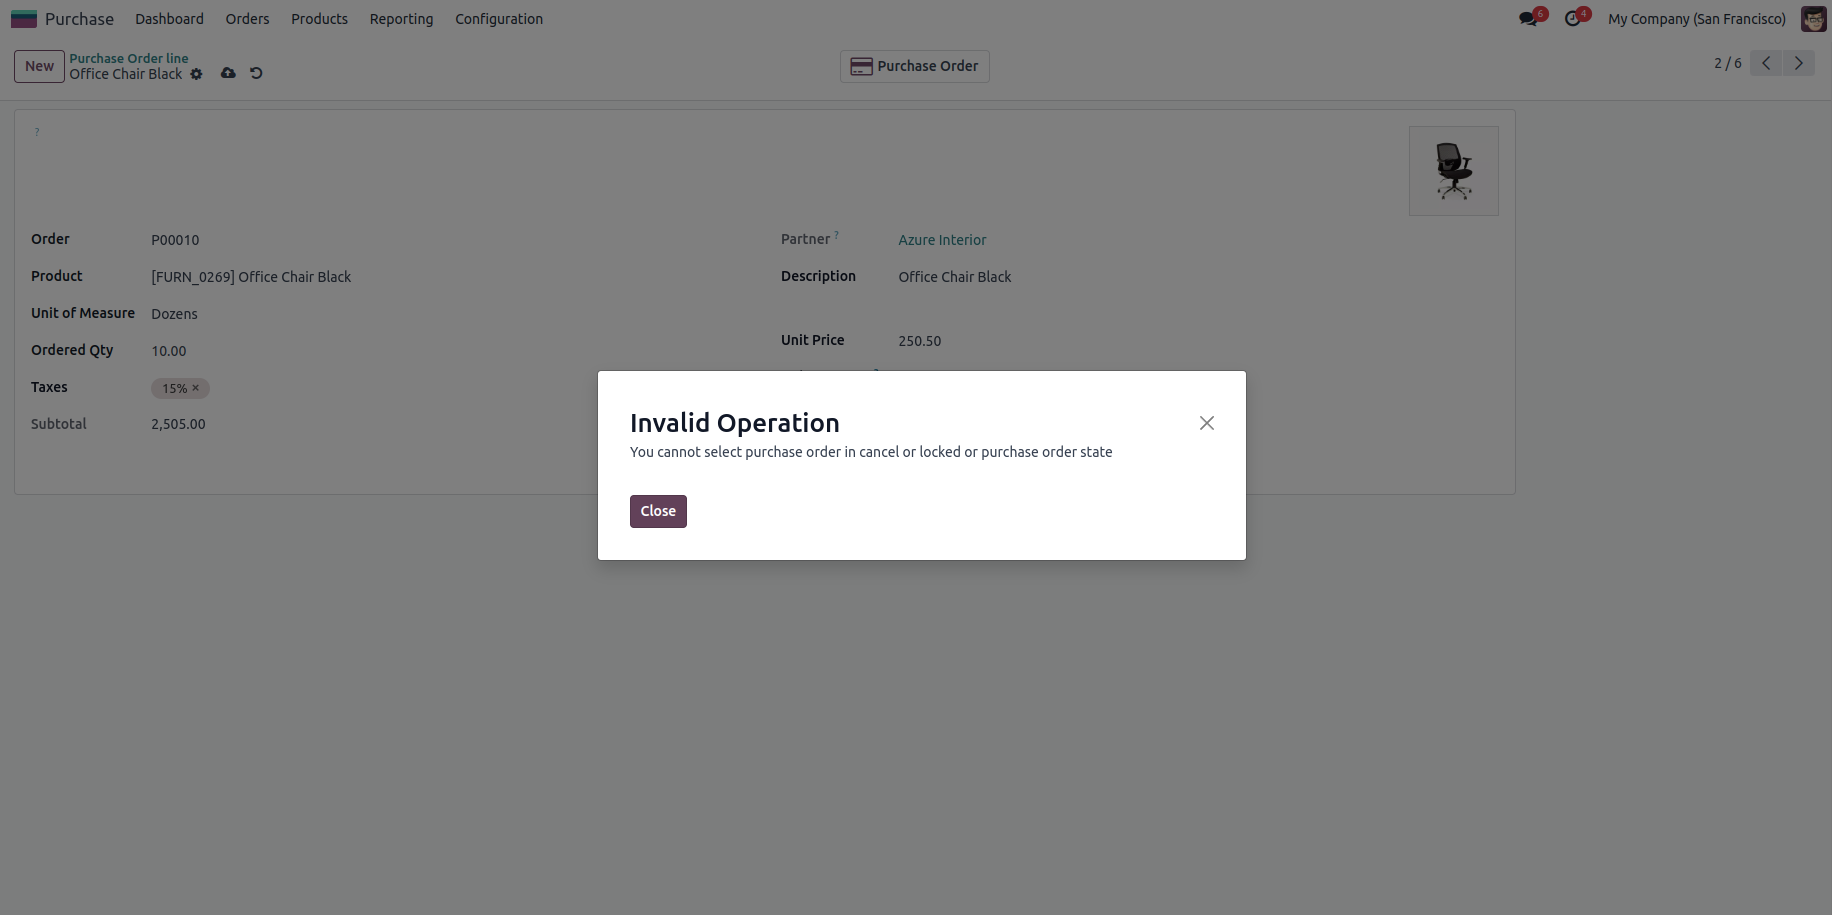 Purchase Dashboard Orders Products Reporting Configuration 6 4 My Company (San Francisco)
New Purchase Order line
Office Chair Black
Purchase Order
2 / 6
?
Order P00010 Partner ? Azure Interior
Product [FURN_0269] Office Chair Black Description Office Chair Black
Unit of Measure Dozens
Ordered Qty 10.00 Unit Price 250.50
Taxes 15% ×
Subtotal 2,505.00
Invalid Operation
You cannot select purchase order in cancel or locked or purchase order state
Close